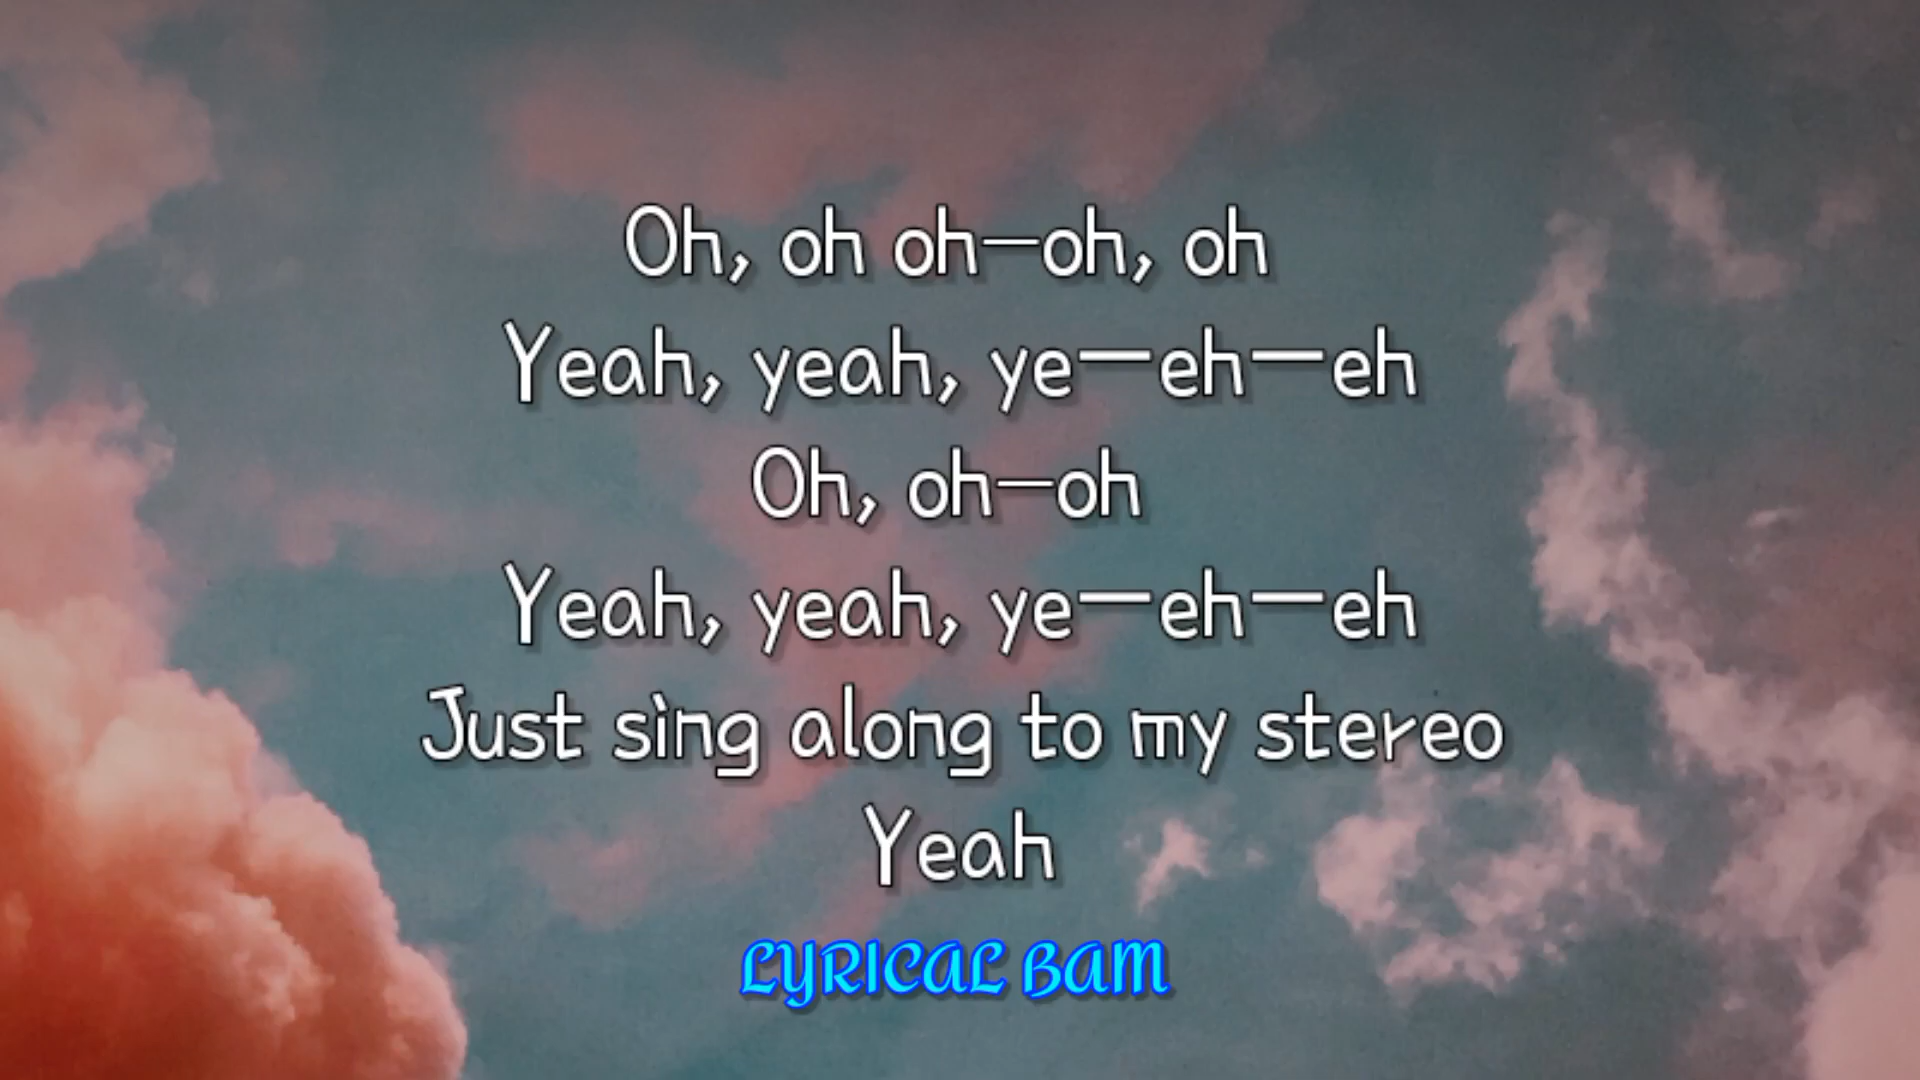 Oh, oh oh-oh, oh
Yeah, yeah, ye—eh—eh
Oh, oh-oh
Yeah, yeah, ye—eh—eh
Just sing along to my stereo
Yeah
LYRICAL BAM